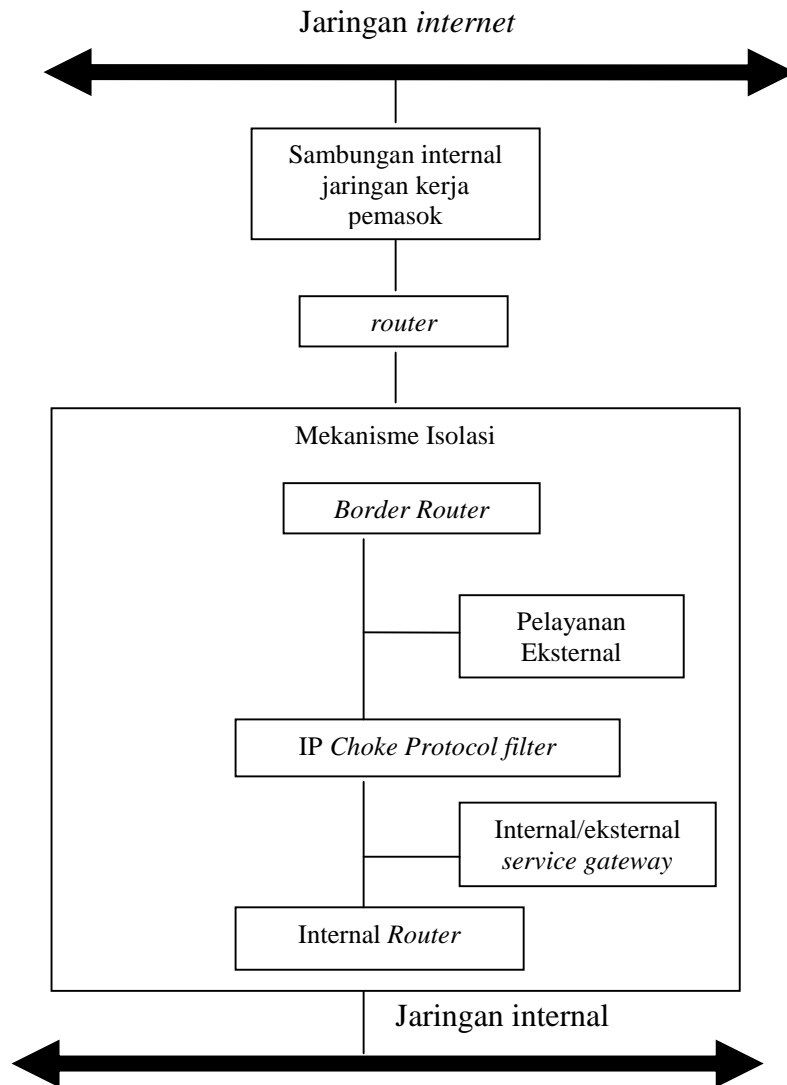 Jaringan internet
Sambungan internal
jaringan kerja
pemasok
router
Mekanisme Isolasi
Border Router
Pelayanan
Eksternal
IP Choke Protocol filter
Internal/eksternal
service gateway
Internal Router
Jaringan internal